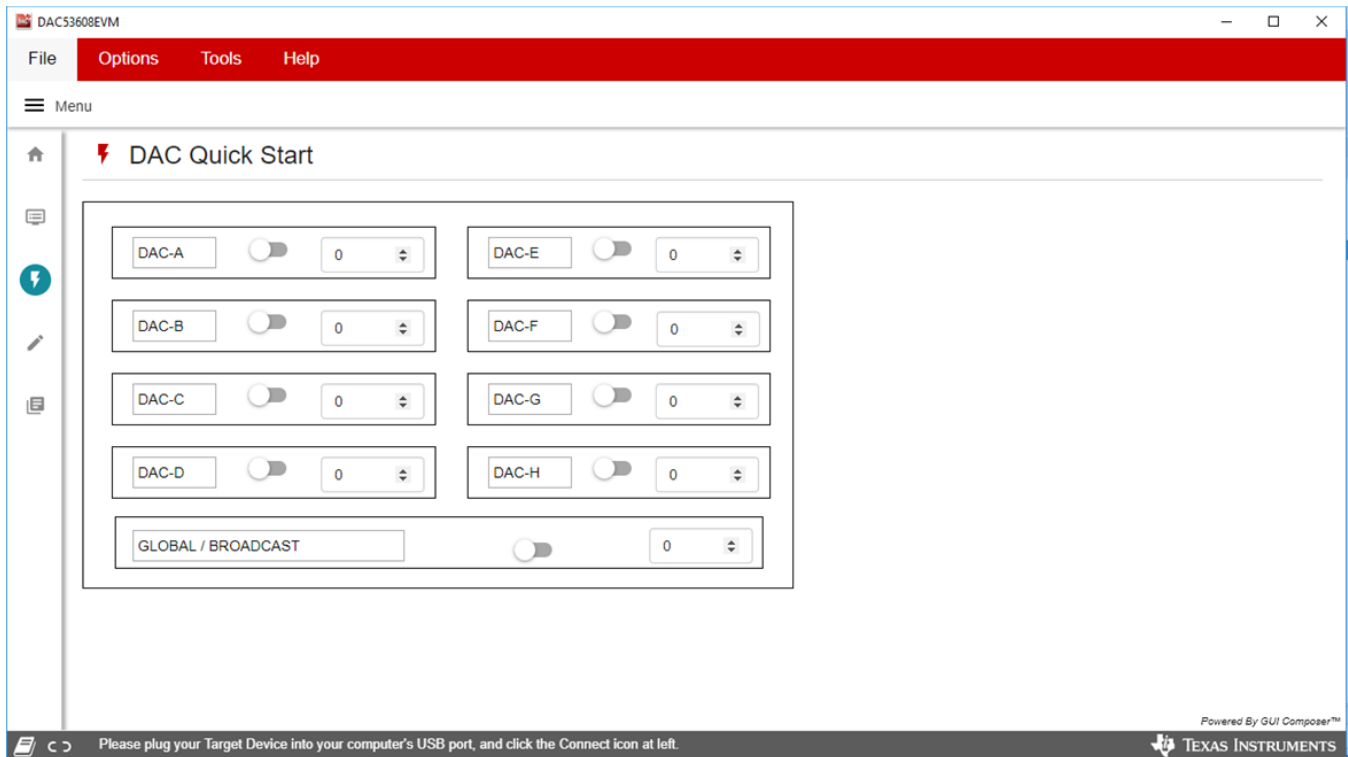 DAC53608EVM
File Options Tools Help
Menu
DAC Quick Start
DAC-A 0 DAC-E 0
DAC-B 0 DAC-F 0
DAC-C 0 DAC-G 0
DAC-D 0 DAC-H 0
GLOBAL / BROADCAST 0
Powered By GUI Composer™
Please plug your Target Device into your computer's USB port, and click the Connect icon at left. TEXAS INSTRUMENTS